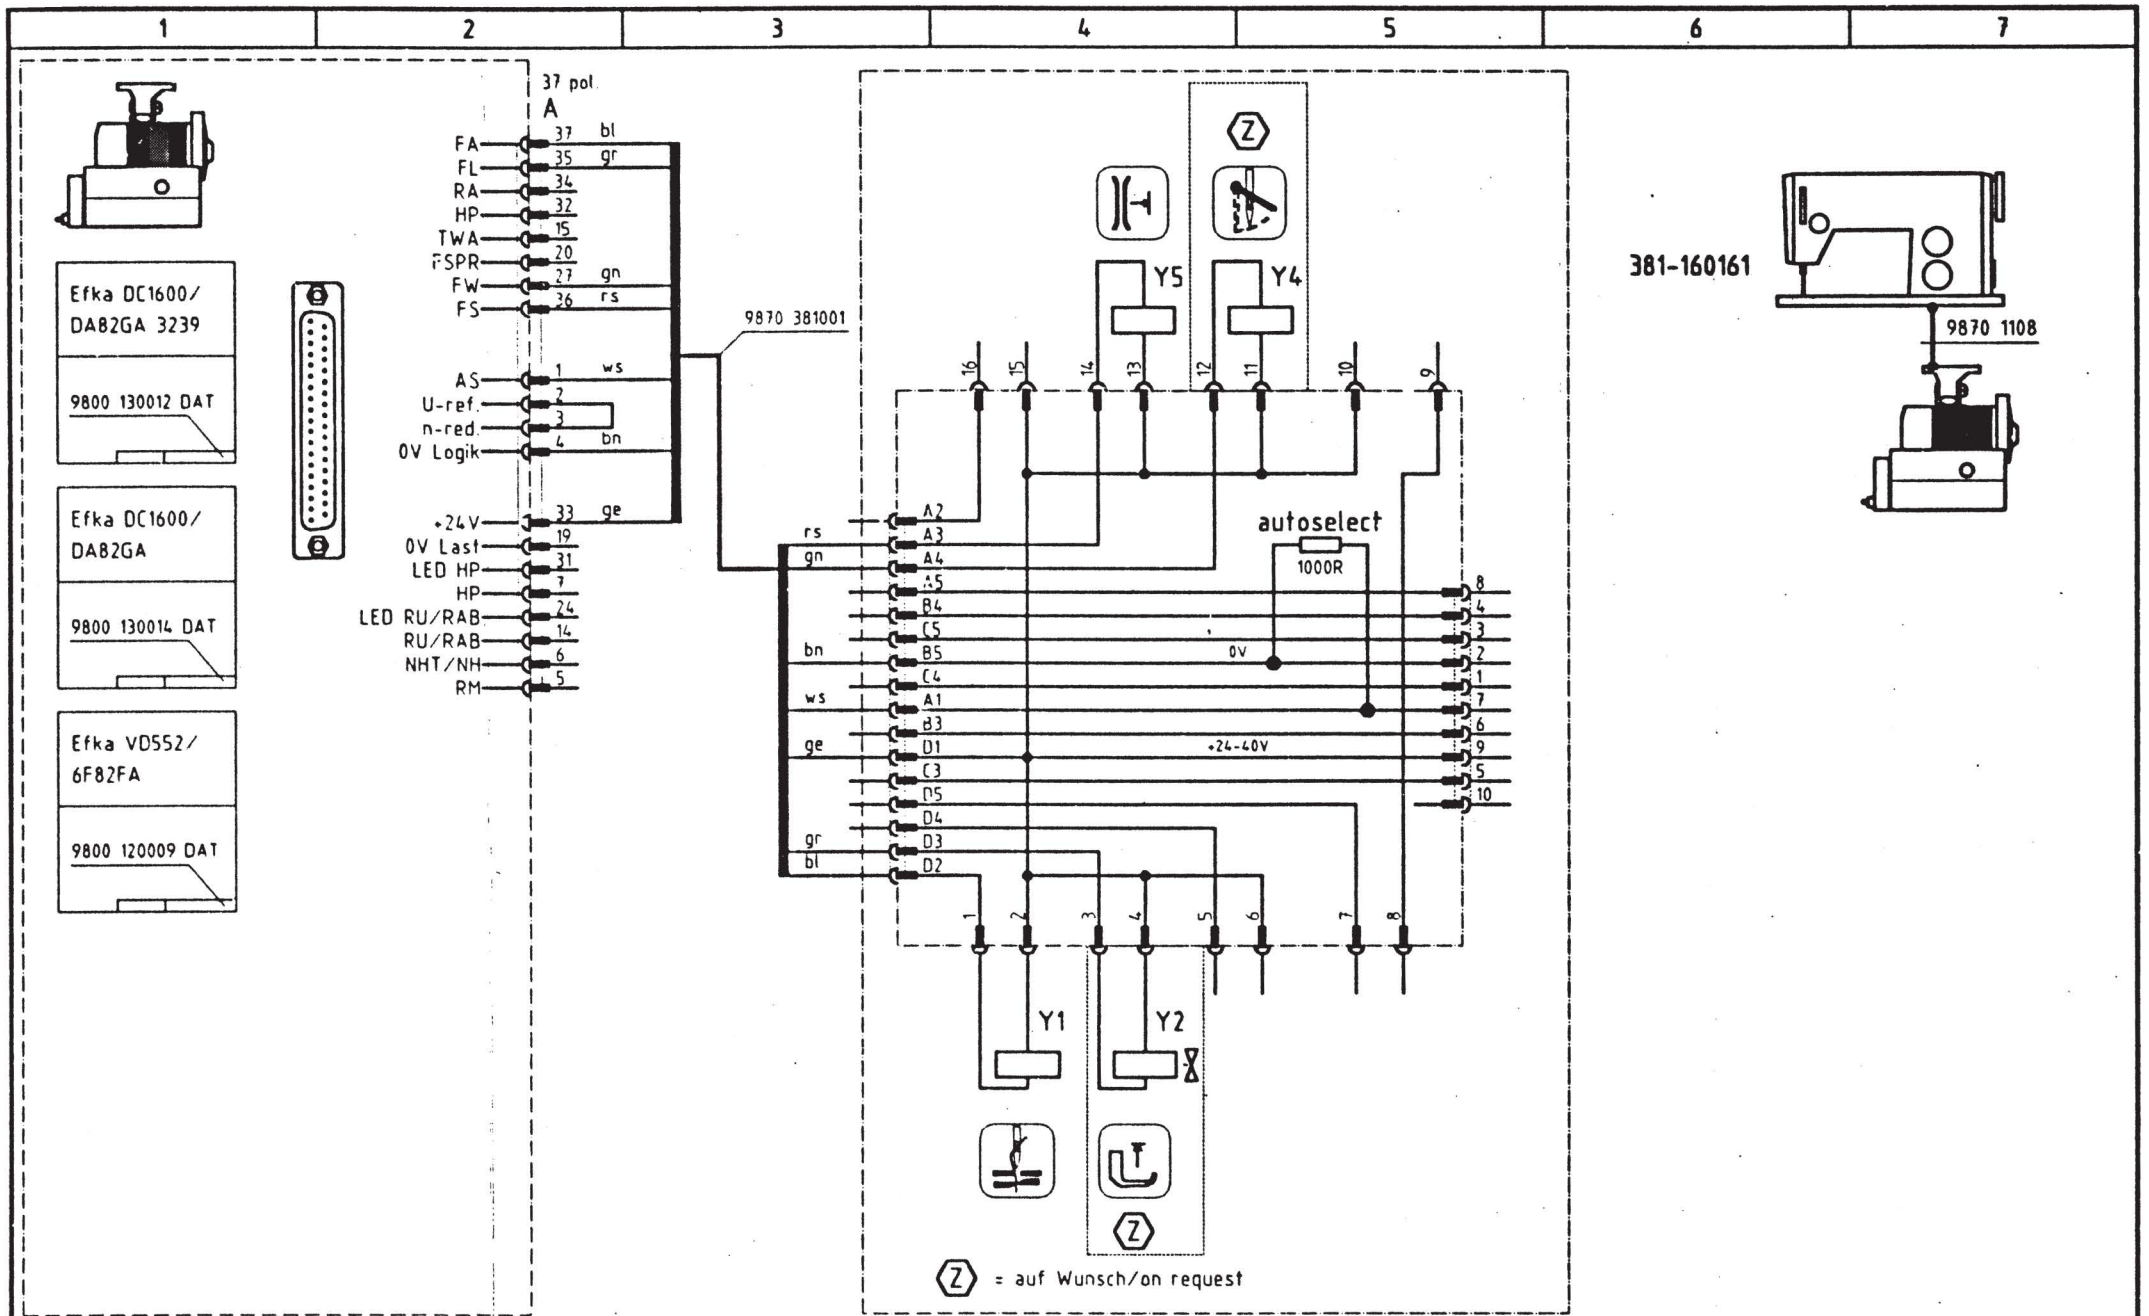 1 2 3 4 5 6 7
37 pol.
A
FA 37 bl
FL 35 gr
RA 34
HP 32
TWA 15
FSPR 20
FW 27 gn
FS 36 rs
AS 1 ws
U-ref. 2
n-red. 3
0V Logik 4 bn
+24V 33 ge
0V Last 19
LED HP 31
HP 7
LED RU/RAB 24
RU/RAB 14
NHT/NH 6
RM 5
Efka DC1600/
DA82GA 3239
9800 130012 DAT
Efka DC1600/
DA82GA
9800 130014 DAT
Efka VD552/
6F82FA
9800 120009 DAT
9870 381001
Z
Y5 Y4
16 15 14 13 12 11 10 9
A2
rs A3
gn A4
A5 8
B4 4
C5 3
bn B5 0V 2
C4 1
ws A1 7
B3 6
ge D1 +24-40V 9
C3 5
D5 10
D4
gr D3
bl D2
autoselect
1000R
1 2 3 4 5 6 7 8
Y1 Y2
Z
Z = auf Wunsch/on request
381-160161
9870 1108